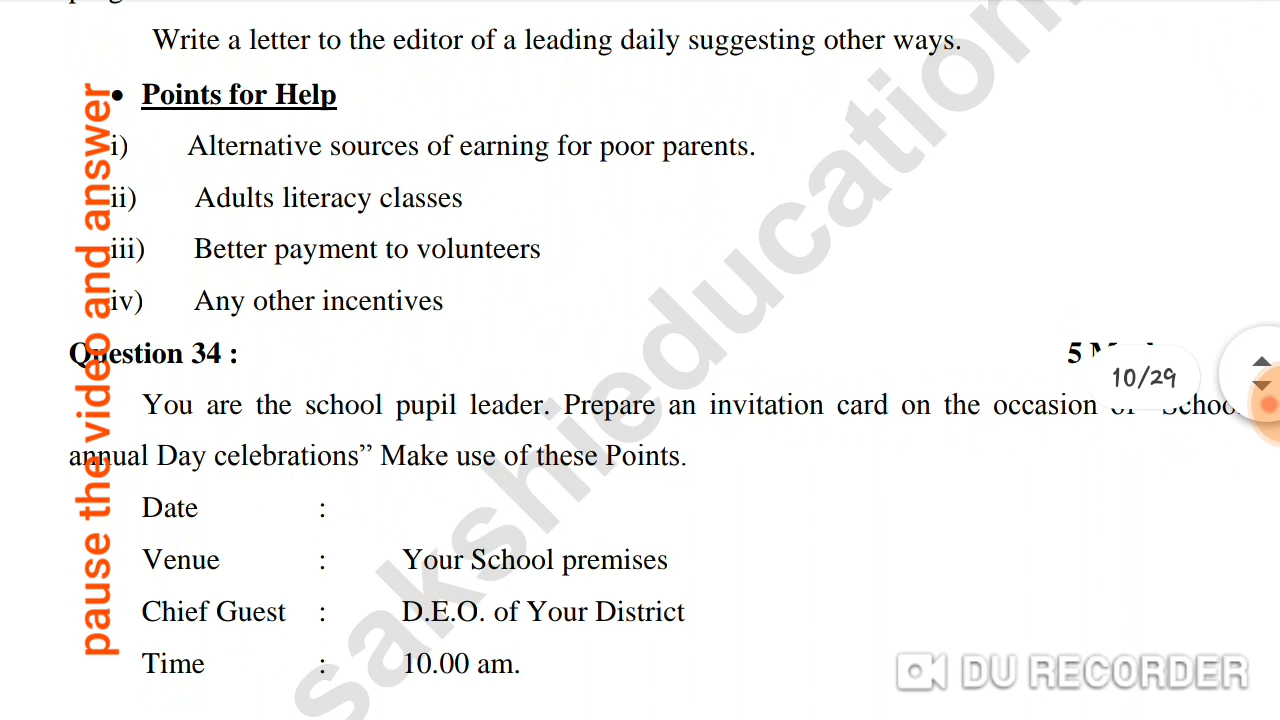 Write a letter to the editor of a leading daily suggesting other ways.
• Points for Help
i) Alternative sources of earning for poor parents.
ii) Adults literacy classes
iii) Better payment to volunteers
iv) Any other incentives
Question 34 : 5
10/29
You are the school pupil leader. Prepare an invitation card on the occasion
annual Day celebrations” Make use of these Points.
Date :
Venue : Your School premises
Chief Guest : D.E.O. of Your District
Time : 10.00 am.
pause the video and answer
sakshieducation
DU RECORDER